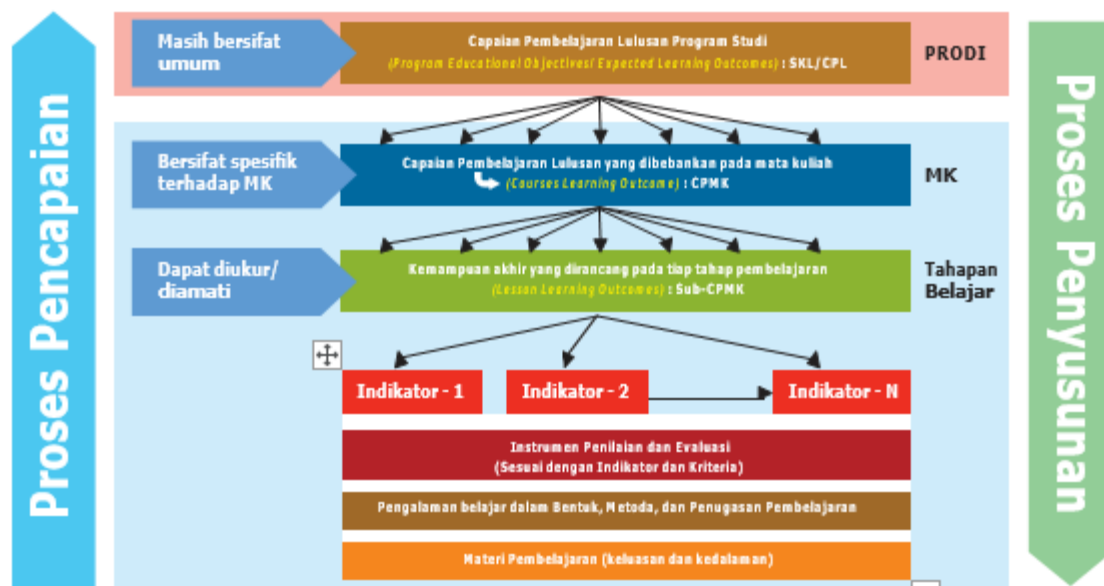 Proses Pencapaian
Masih bersifat
umum
Capaian Pembelajaran Lulusan Program Studi
(Program Educational Objectives/ Expected Learning Outcomes) : SKL/CPL
PRODI
Bersifat spesifik
terhadap MK
Capaian Pembelajaran Lulusan yang dibebankan pada mata kuliah
(Courses Learning Outcome) : CPMK
MK
Dapat diukur/
diamati
Kemampuan akhir yang dirancang pada tiap tahap pembelajaran
(Lesson Learning Outcomes) : Sub-CPMK
Tahapan
Belajar
Indikator - 1
Indikator - 2
Indikator - N
Instrumen Penilaian dan Evaluasi
(Sesuai dengan Indikator dan Kriteria)
Pengalaman belajar dalam Bentuk, Metoda, dan Penugasan Pembelajaran
Materi Pembelajaran (keluasan dan kedalaman)
Proses Penyusunan